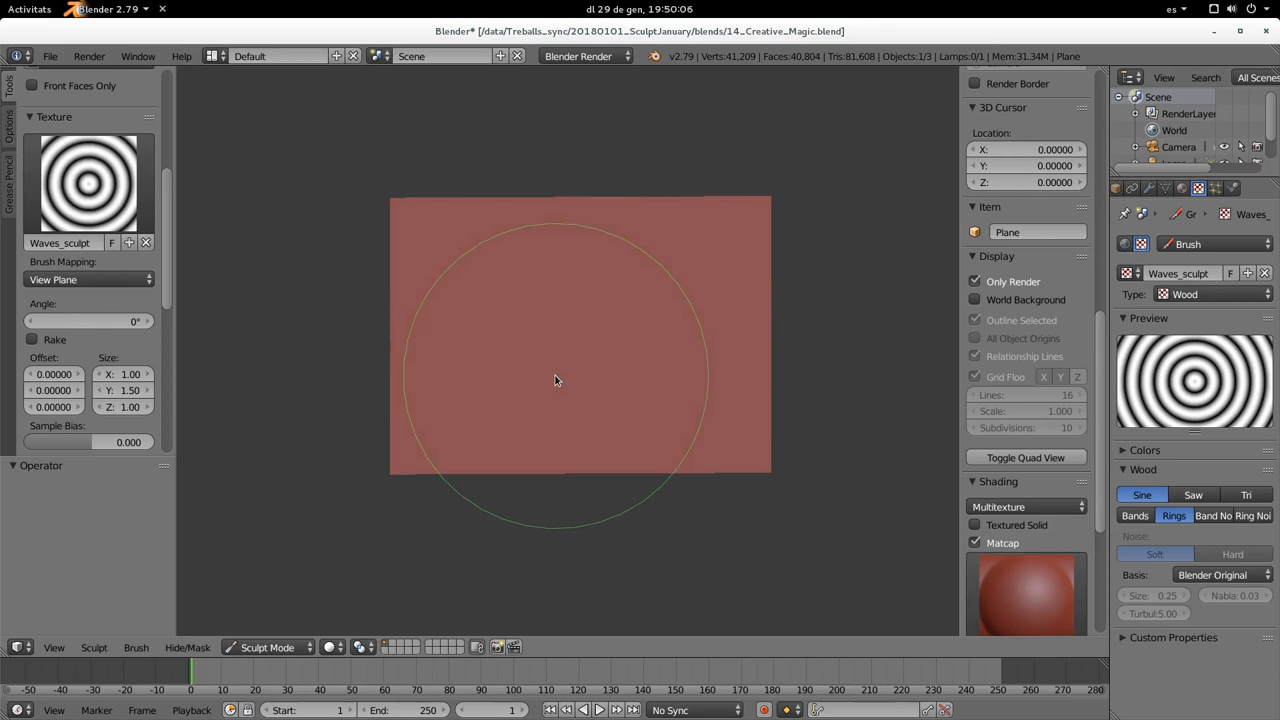 Activitats
Blender 2.79
dl 29 de gen, 19:50:06
es
Blender* [/data/Treballs_sync/20180101_SculptJanuary/blends/14_Creative_Magic.blend]
File Render Window Help Default Scene Blender Render v2.79 | Verts:41,209 | Faces:40,804 | Tris:81,608 | Objects:1/3 | Lamps:0/1 | Mem:31.34M | Plane
Tools
Options
Grease Pencil
Front Faces Only
Texture
Waves_sculpt F
Brush Mapping:
View Plane
Angle:
0°
Rake
Offset: Size:
0.00000 X: 1.00
0.00000 Y: 1.50
0.00000 Z: 1.00
Sample Bias:
0.000
Operator
Render Border
3D Cursor
Location:
X: 0.00000
Y: 0.00000
Z: 0.00000
Item
Plane
Display
Only Render
World Background
Outline Selected
All Object Origins
Relationship Lines
Grid Floo X Y Z
Lines: 16
Scale: 1.000
Subdivisions: 10
Toggle Quad View
Shading
Multitexture
Textured Solid
Matcap
View Search All Scenes
Scene
RenderLayer
World
Camera
Gr Waves_
Brush
Waves_sculpt F
Type: Wood
Preview
Colors
Wood
Sine Saw Tri
Bands Rings Band No Ring Noi
Noise:
Soft Hard
Basis: Blender Original
Size: 0.25 Nabla: 0.03
Turbul:5.00
Custom Properties
View Sculpt Brush Hide/Mask Sculpt Mode
-50 -40 -30 -20 -10 0 10 20 30 40 50 60 70 80 90 100 110 120 130 140 150 160 170 180 190 200 210 220 230 240 250 260 270 280
View Marker Frame Playback Start: 1 End: 250 1 No Sync